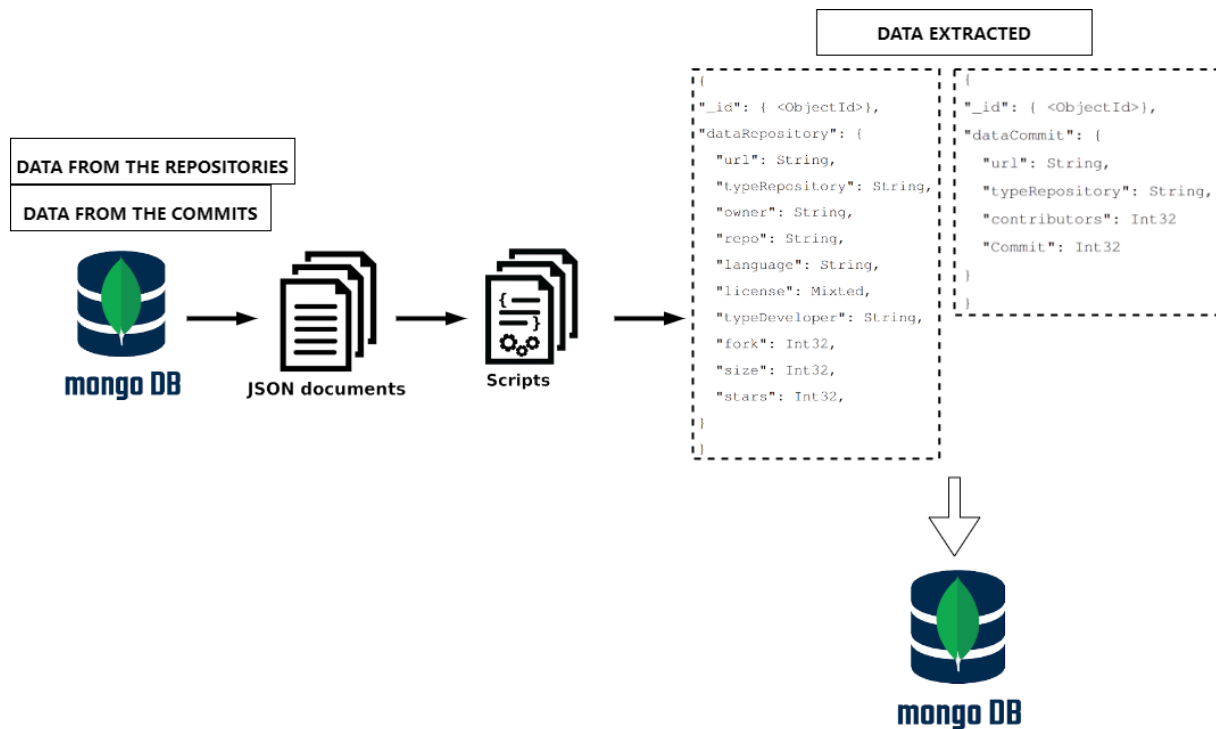 DATA EXTRACTED
DATA FROM THE REPOSITORIES
DATA FROM THE COMMITS
mongo DB
JSON documents
{
}
Scripts
{
"_id": { <ObjectId>},
"dataRepository": {
"url": String,
"typeRepository": String,
"owner": String,
"repo": String,
"language": String,
"license": Mixted,
"typeDeveloper": String,
"fork": Int32,
"size": Int32,
"stars": Int32,
}
}
{
"_id": { <ObjectId>},
"dataCommit": {
"url": String,
"typeRepository": String,
"contributors": Int32
"Commit": Int32
}
}
mongo DB